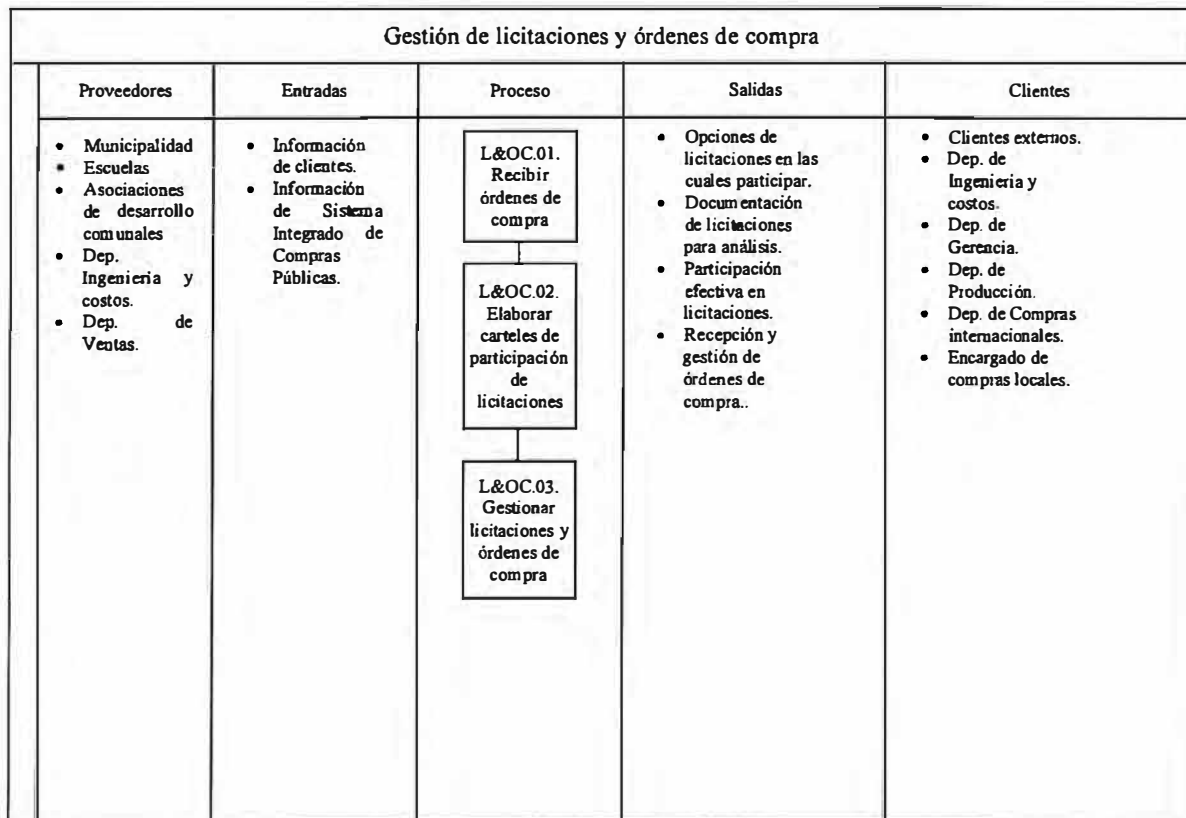 Gestión de licitaciones y órdenes de compra
Proveedores
Entradas
Proceso
Salidas
Clientes
• Municipalidad
• Escuelas
• Asociaciones
de desarrollo
comunales
• Dep.
Ingenieria y
costos.
• Dep. de
Ventas.
• Información
de clientes.
• Información
de Sistema
Integrado de
Compras
Públicas.
L&OC.01.
Recibir
órdenes de
compra
L&OC.02.
Elaborar
carteles de
participación
de
licitaciones
L&OC.03.
Gestionar
licitaciones y
órdenes de
compra
• Opciones de
licitaciones en las
cuales participar.
• Documentación
de licitaciones
para análisis.
• Participación
efectiva en
licitaciones.
• Recepción y
gestión de
órdenes de
compra..
• Clientes externos.
• Dep. de
Ingenieria y
costos.
• Dep. de
Gerencia.
• Dep. de
Producción.
• Dep. de Compras
internacionales.
• Encargado de
compras locales.